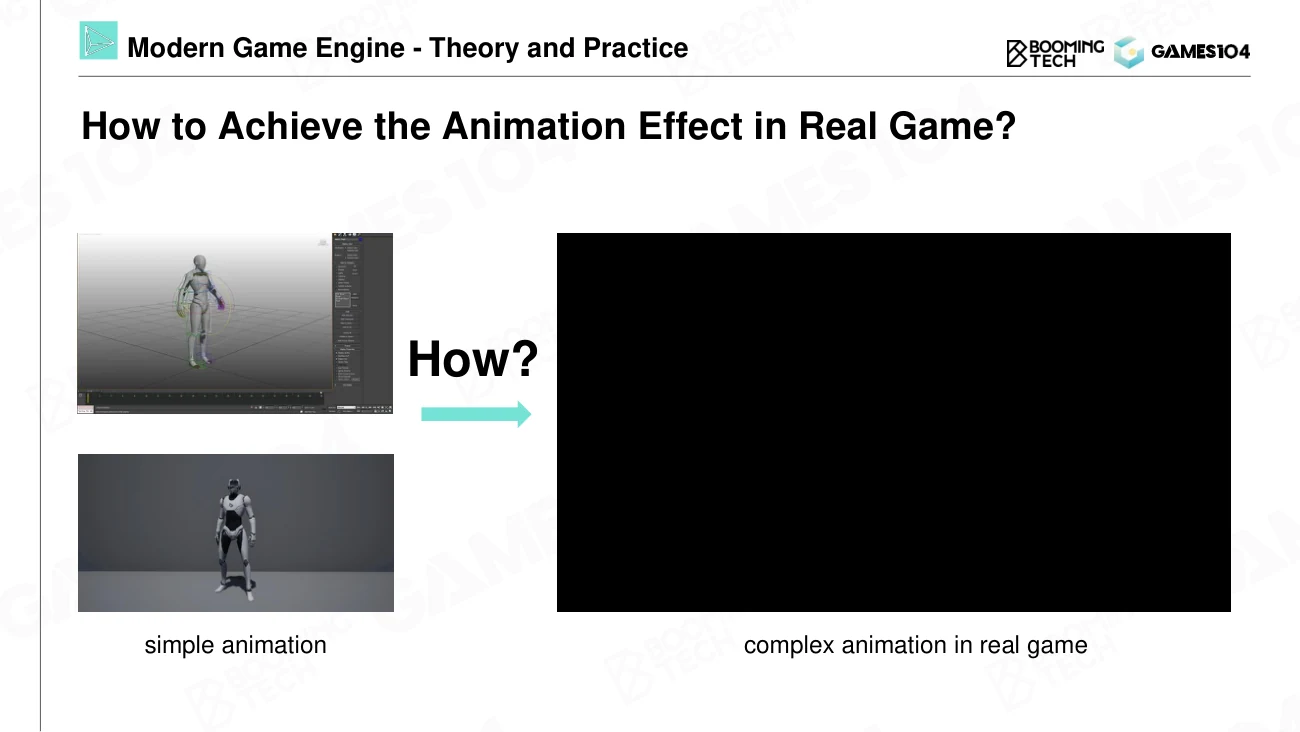 Modern Game Engine - Theory and Practice
BOOMING
TECH
GAMES104
How to Achieve the Animation Effect in Real Game?
How?
simple animation
complex animation in real game